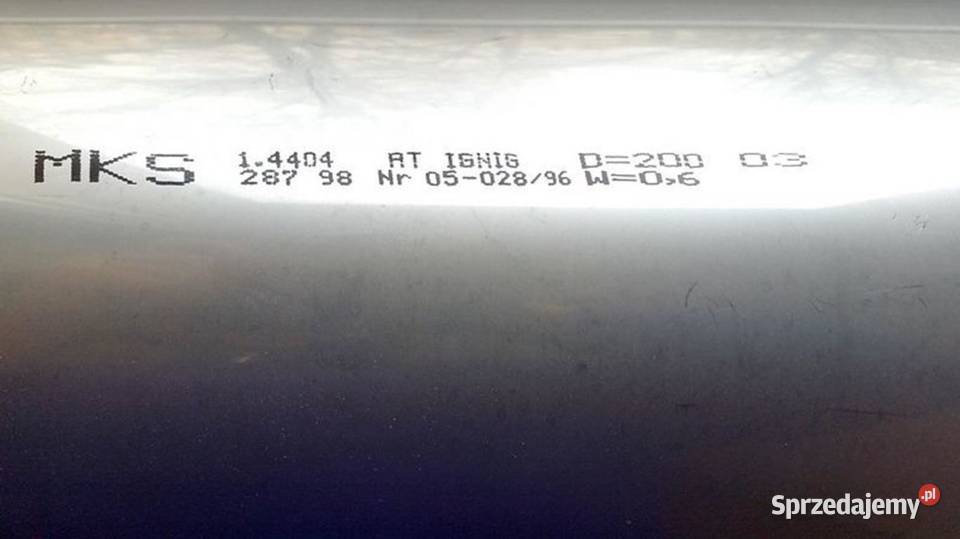 MKS 1.4404 AT IGNIG D=200 03
287 98 Nr 05-028/96 W=0,6
Sprzedajemy.pl